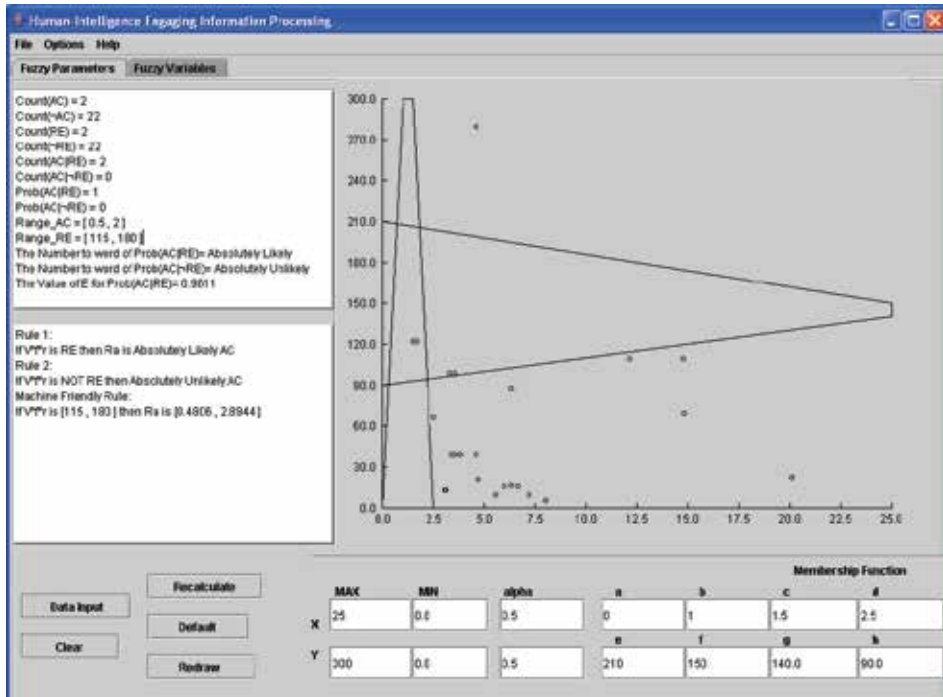 Human-Intelligence Engaging Information Processing
File Options Help
Fuzzy Parameters Fuzzy Variables
Count(AC) = 2
Count(¬AC) = 22
Count(RE) = 2
Count(¬RE) = 22
Count(AC|RE) = 2
Count(AC|¬RE) = 0
Prob(AC|RE) = 1
Prob(AC|¬RE) = 0
Range_AC = [ 0.5 , 2 ]
Range_RE = [ 115 , 180 ]
The Number to word of Prob(AC|RE)= Absolutely Likely
The Number to word of Prob(AC|¬RE)= Absolutely Unlikely
The Value of E for Prob(AC|RE)= 0.9811
Rule 1:
If V*f*r is RE then Ra is Absolutely Likely AC
Rule 2:
If V*f*r is NOT RE then Absolutely Unlikely AC
Machine Friendly Rule:
If V*f*r is [115 , 180 ] then Ra is [0.4806 , 2.8944 ]
300.0
270.0
240.0
210.0
180.0
150.0
120.0
90.0
60.0
30.0
0.0
0.0 2.5 5.0 7.5 10.0 12.5 15.0 17.5 20.0 22.5 25.0
Data Input
Clear
Recalculate
Default
Redraw
Membership Function
MAX MIN alpha a b c d
X 25 0.0 0.5 0 1 1.5 2.5
e f g h
Y 300 0.0 0.5 210 150 140.0 90.0